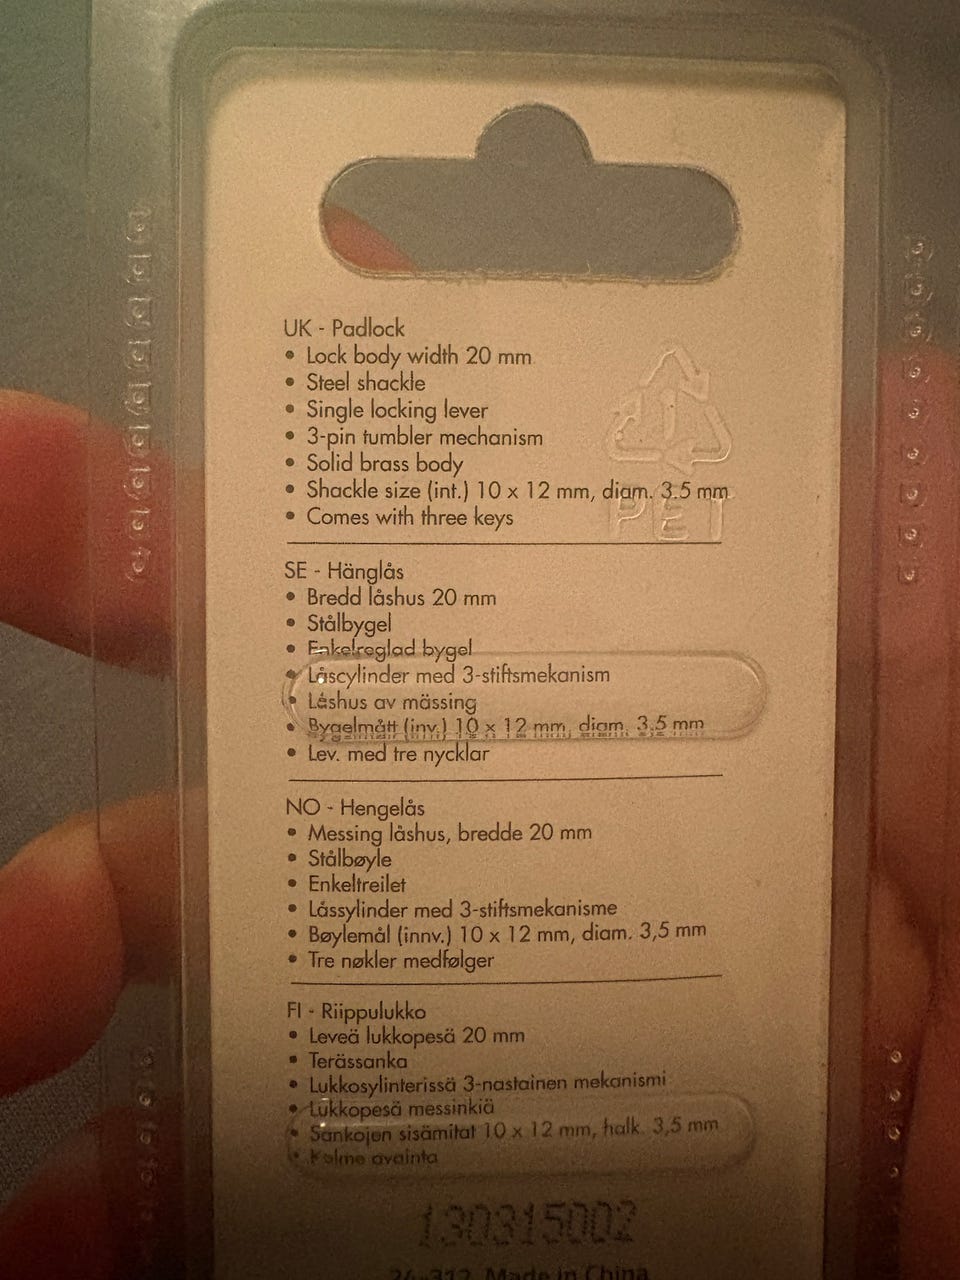 UK - Padlock
• Lock body width 20 mm
• Steel shackle
• Single locking lever
• 3-pin tumbler mechanism
• Solid brass body
• Shackle size (int.) 10 x 12 mm, diam. 3.5 mm
• Comes with three keys
PET
SE - Hänglås
• Bredd låshus 20 mm
• Stålbygel
• Enkelreglad bygel
• Låscylinder med 3-stiftsmekanism
• Låshus av mässing
• Bygelmått (inv.) 10 x 12 mm, diam. 3,5 mm
• Lev. med tre nycklar
NO - Hengelås
• Messing låshus, bredde 20 mm
• Stålbøyle
• Enkeltreilet
• Låssylinder med 3-stiftsmekanisme
• Bøylemål (innv.) 10 x 12 mm, diam. 3,5 mm
• Tre nøkler medfølger
FI - Riippulukko
• Leveä lukkopesä 20 mm
• Terässanka
• Lukkosylinterissä 3-nastainen mekanismi
• Lukkopesä messinkiä
• Sankojen sisämitat 10 x 12 mm, halk. 3,5 mm
• Kolme avainta
130315002
Made in China